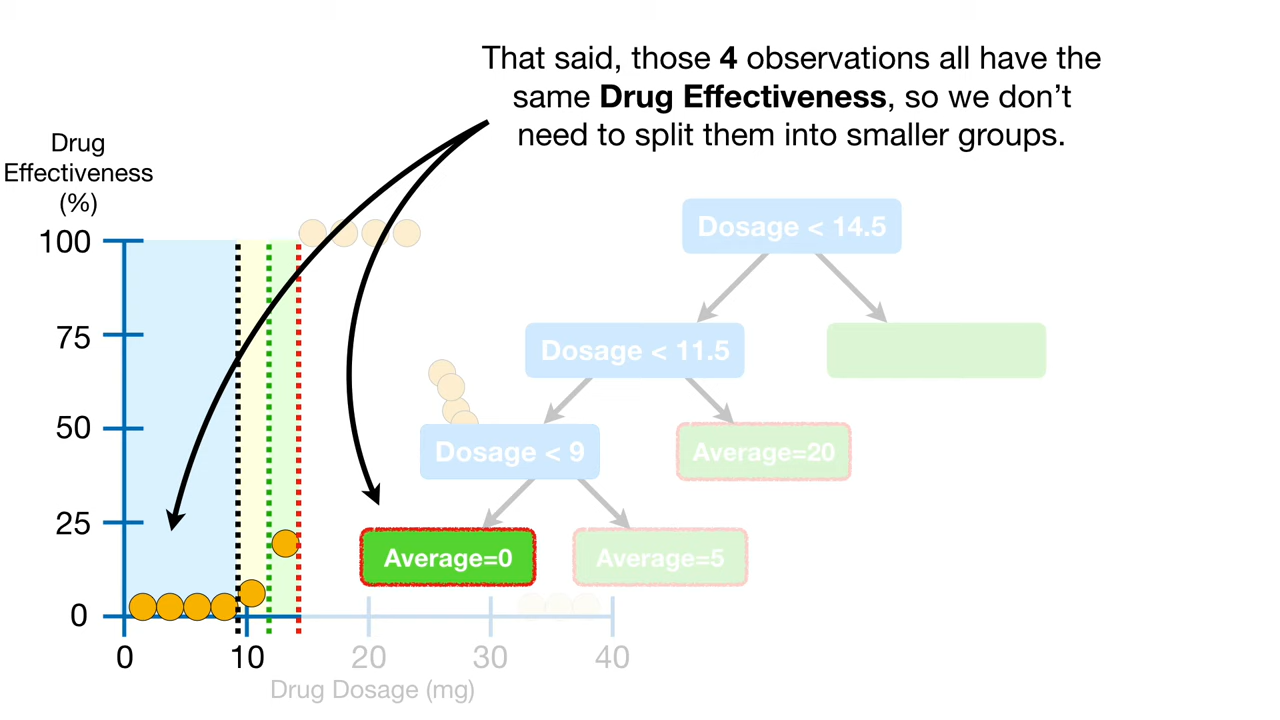 That said, those 4 observations all have the
same Drug Effectiveness, so we don’t
need to split them into smaller groups.
Drug
Effectiveness
(%)
100
75
50
25
0
0
10
20
30
40
Drug Dosage (mg)
Dosage < 14.5
Dosage < 11.5
Dosage < 9
Average=20
Average=0
Average=5